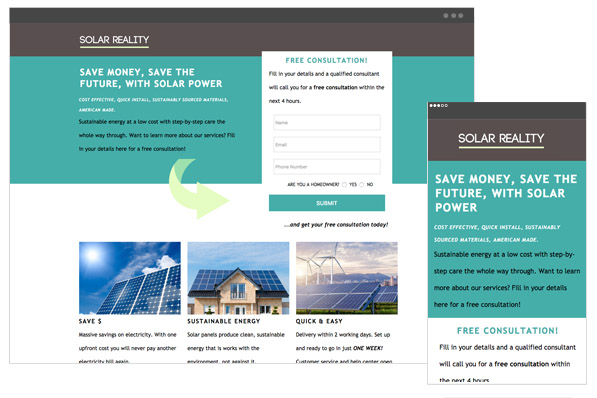 SOLAR REALITY
SAVE MONEY, SAVE THE
FUTURE, WITH SOLAR POWER
COST EFFECTIVE, QUICK INSTALL, SUSTAINABLY SOURCED MATERIALS,
AMERICAN MADE.
Sustainable energy at a low cost with step-by-step care the
whole way through. Want to learn more about our services? Fill
in your details here for a free consultation!
FREE CONSULTATION!
Fill in your details and a qualified consultant
will call you for a free consultation within the
next 4 hours.
Name
Email
Phone Number
ARE YOU A HOMEOWNER? YES NO
SUBMIT
...and get your free consultation today!
SAVE $
Massive savings on electricity. With one
upfront cost you will never pay another
electricity bill again.
SUSTAINABLE ENERGY
Solar panels produce clean, sustainable
energy that is works with the
environment, not against it.
QUICK & EASY
Delivery within 2 working days. Set up
and ready to go in just ONE WEEK!
Customer service and help center open
SOLAR REALITY
SAVE MONEY, SAVE THE
FUTURE, WITH SOLAR
POWER
COST EFFECTIVE, QUICK INSTALL, SUSTAINABLY
SOURCED MATERIALS, AMERICAN MADE.
Sustainable energy at a low cost with step-by-
step care the whole way through. Want to learn
more about our services? Fill in your details
here for a free consultation!
FREE CONSULTATION!
Fill in your details and a qualified consultant
will call you for a free consultation within the
next 4 hours.